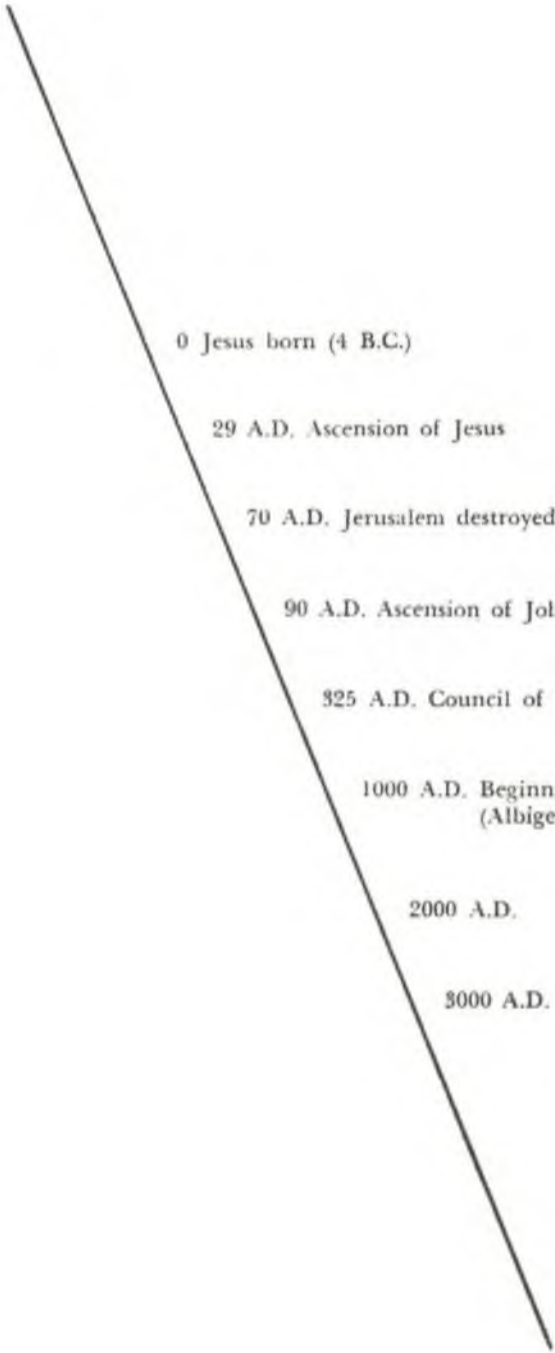 0 Jesus born (4 B.C.)
29 A.D. Ascension of Jesus
70 A.D. Jerusalem destroyed
90 A.D. Ascension of
325 A.D. Council of
1000 A.D.
2000 A.D.
3000 A.D.